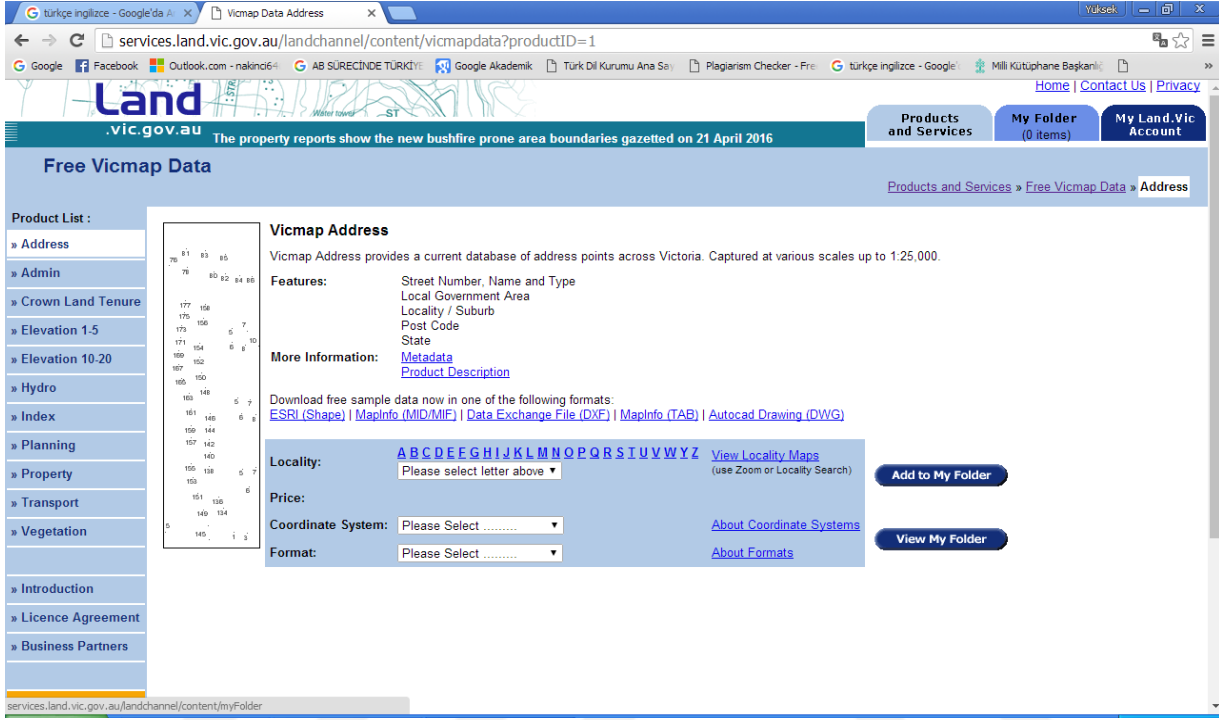 türkçe ingilizce - Google'da A
Vicmap Data Address
Yüksek
services.land.vic.gov.au/landchannel/content/vicmapdata?productID=1
Google Facebook Outlook.com - nakinci64 AB SÜRECİNDE TÜRKİYE Google Akademik Türk Dil Kurumu Ana Say Plagiarism Checker - Fre türkçe ingilizce - Google' Milli Kütüphane Başkanlığ »
Home | Contact Us | Privacy
Land
.vic.gov.au
Water tower
ST
The property reports show the new bushfire prone area boundaries gazetted on 21 April 2016
Products and Services
My Folder
(0 items)
My Land.Vic Account
Free Vicmap Data
Products and Services » Free Vicmap Data » Address
Product List :
» Address
» Admin
» Crown Land Tenure
» Elevation 1-5
» Elevation 10-20
» Hydro
» Index
» Planning
» Property
» Transport
» Vegetation
» Introduction
» Licence Agreement
» Business Partners
Vicmap Address
Vicmap Address provides a current database of address points across Victoria. Captured at various scales up to 1:25,000.
Features: Street Number, Name and Type
Local Government Area
Locality / Suburb
Post Code
State
More Information: Metadata
Product Description
Download free sample data now in one of the following formats:
ESRI (Shape) | MapInfo (MID/MIF) | Data Exchange File (DXF) | MapInfo (TAB) | Autocad Drawing (DWG)
Locality: A B C D E F G H I J K L M N O P Q R S T U V W Y Z View Locality Maps
Please select letter above (use Zoom or Locality Search)
Add to My Folder
Price:
Coordinate System: Please Select ......... About Coordinate Systems
View My Folder
Format: Please Select ......... About Formats
services.land.vic.gov.au/landchannel/content/myFolder